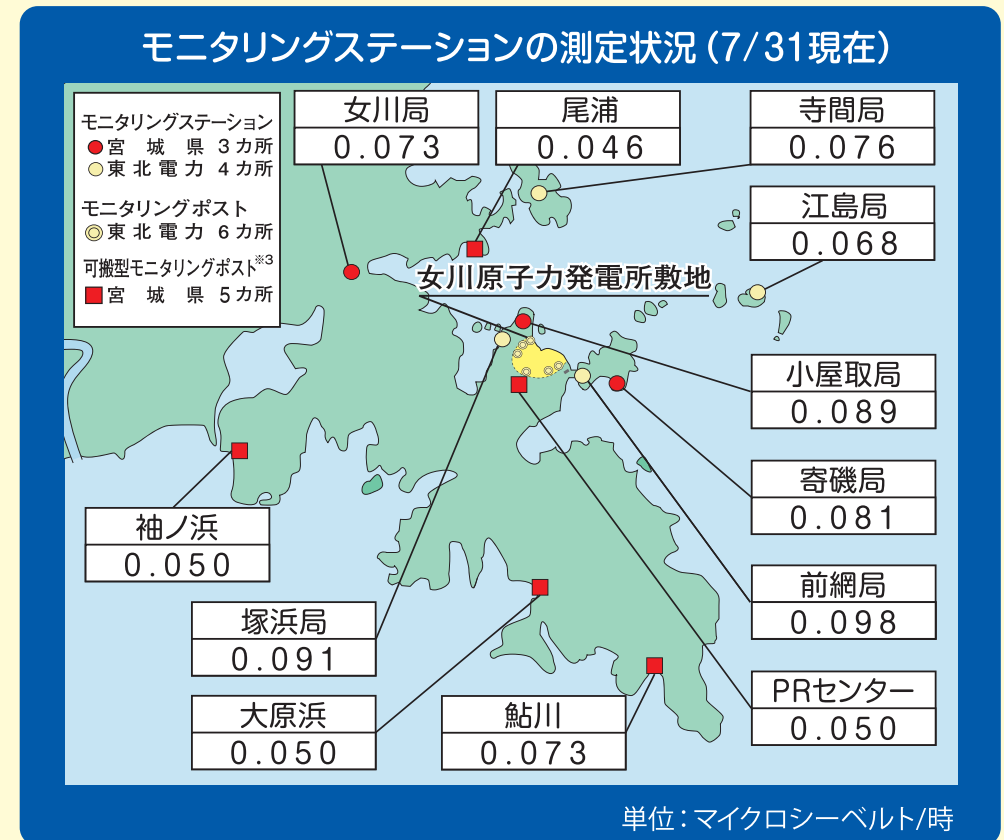 モニタリングステーションの測定状況（7/31現在）
モニタリングステーション
宮城県 3カ所
東北電力 4カ所
モニタリングポスト
東北電力 6カ所
可搬型モニタリングポスト※3
宮城県 5カ所
女川局
0.073
尾浦
0.046
寺間局
0.076
江島局
0.068
女川原子力発電所敷地
小屋取局
0.089
寄磯局
0.081
前網局
0.098
PRセンター
0.050
袖ノ浜
0.050
塚浜局
0.091
大原浜
0.050
鮎川
0.073
単位：マイクロシーベルト/時